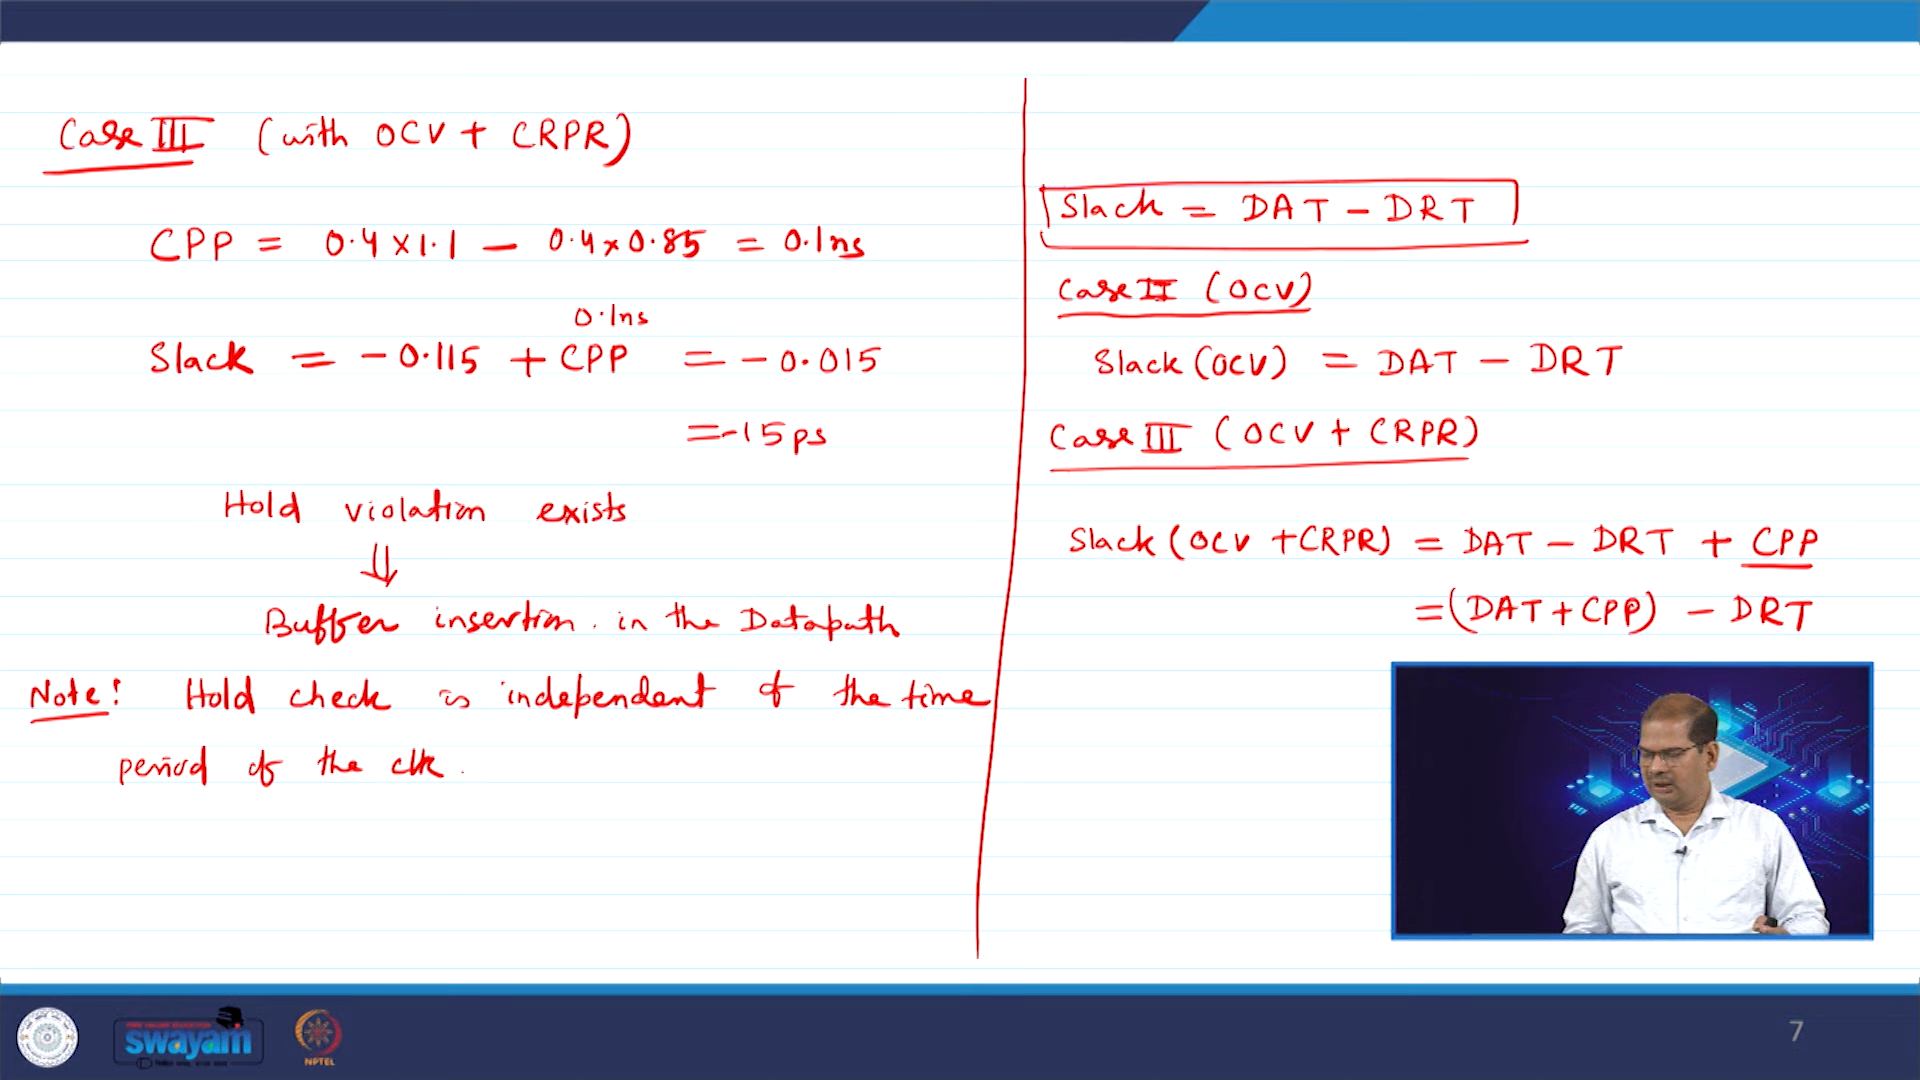 Case III (with OCV + CRPR)
CPP = 0.4 x 1.1 - 0.4 x 0.85 = 0.1ns
0.1ns
Slack = -0.115 + CPP = -0.015
= -15 ps
Hold violation exists
⇓
Buffer insertion. in the Datapath
Note! Hold check is independent of the time
period of the clk.
Slack = DAT - DRT
Case II (OCV)
Slack (OCV) = DAT - DRT
Case III (OCV + CRPR)
Slack (OCV + CRPR) = DAT - DRT + CPP
= (DAT + CPP) - DRT
swayam
NPTEL
7